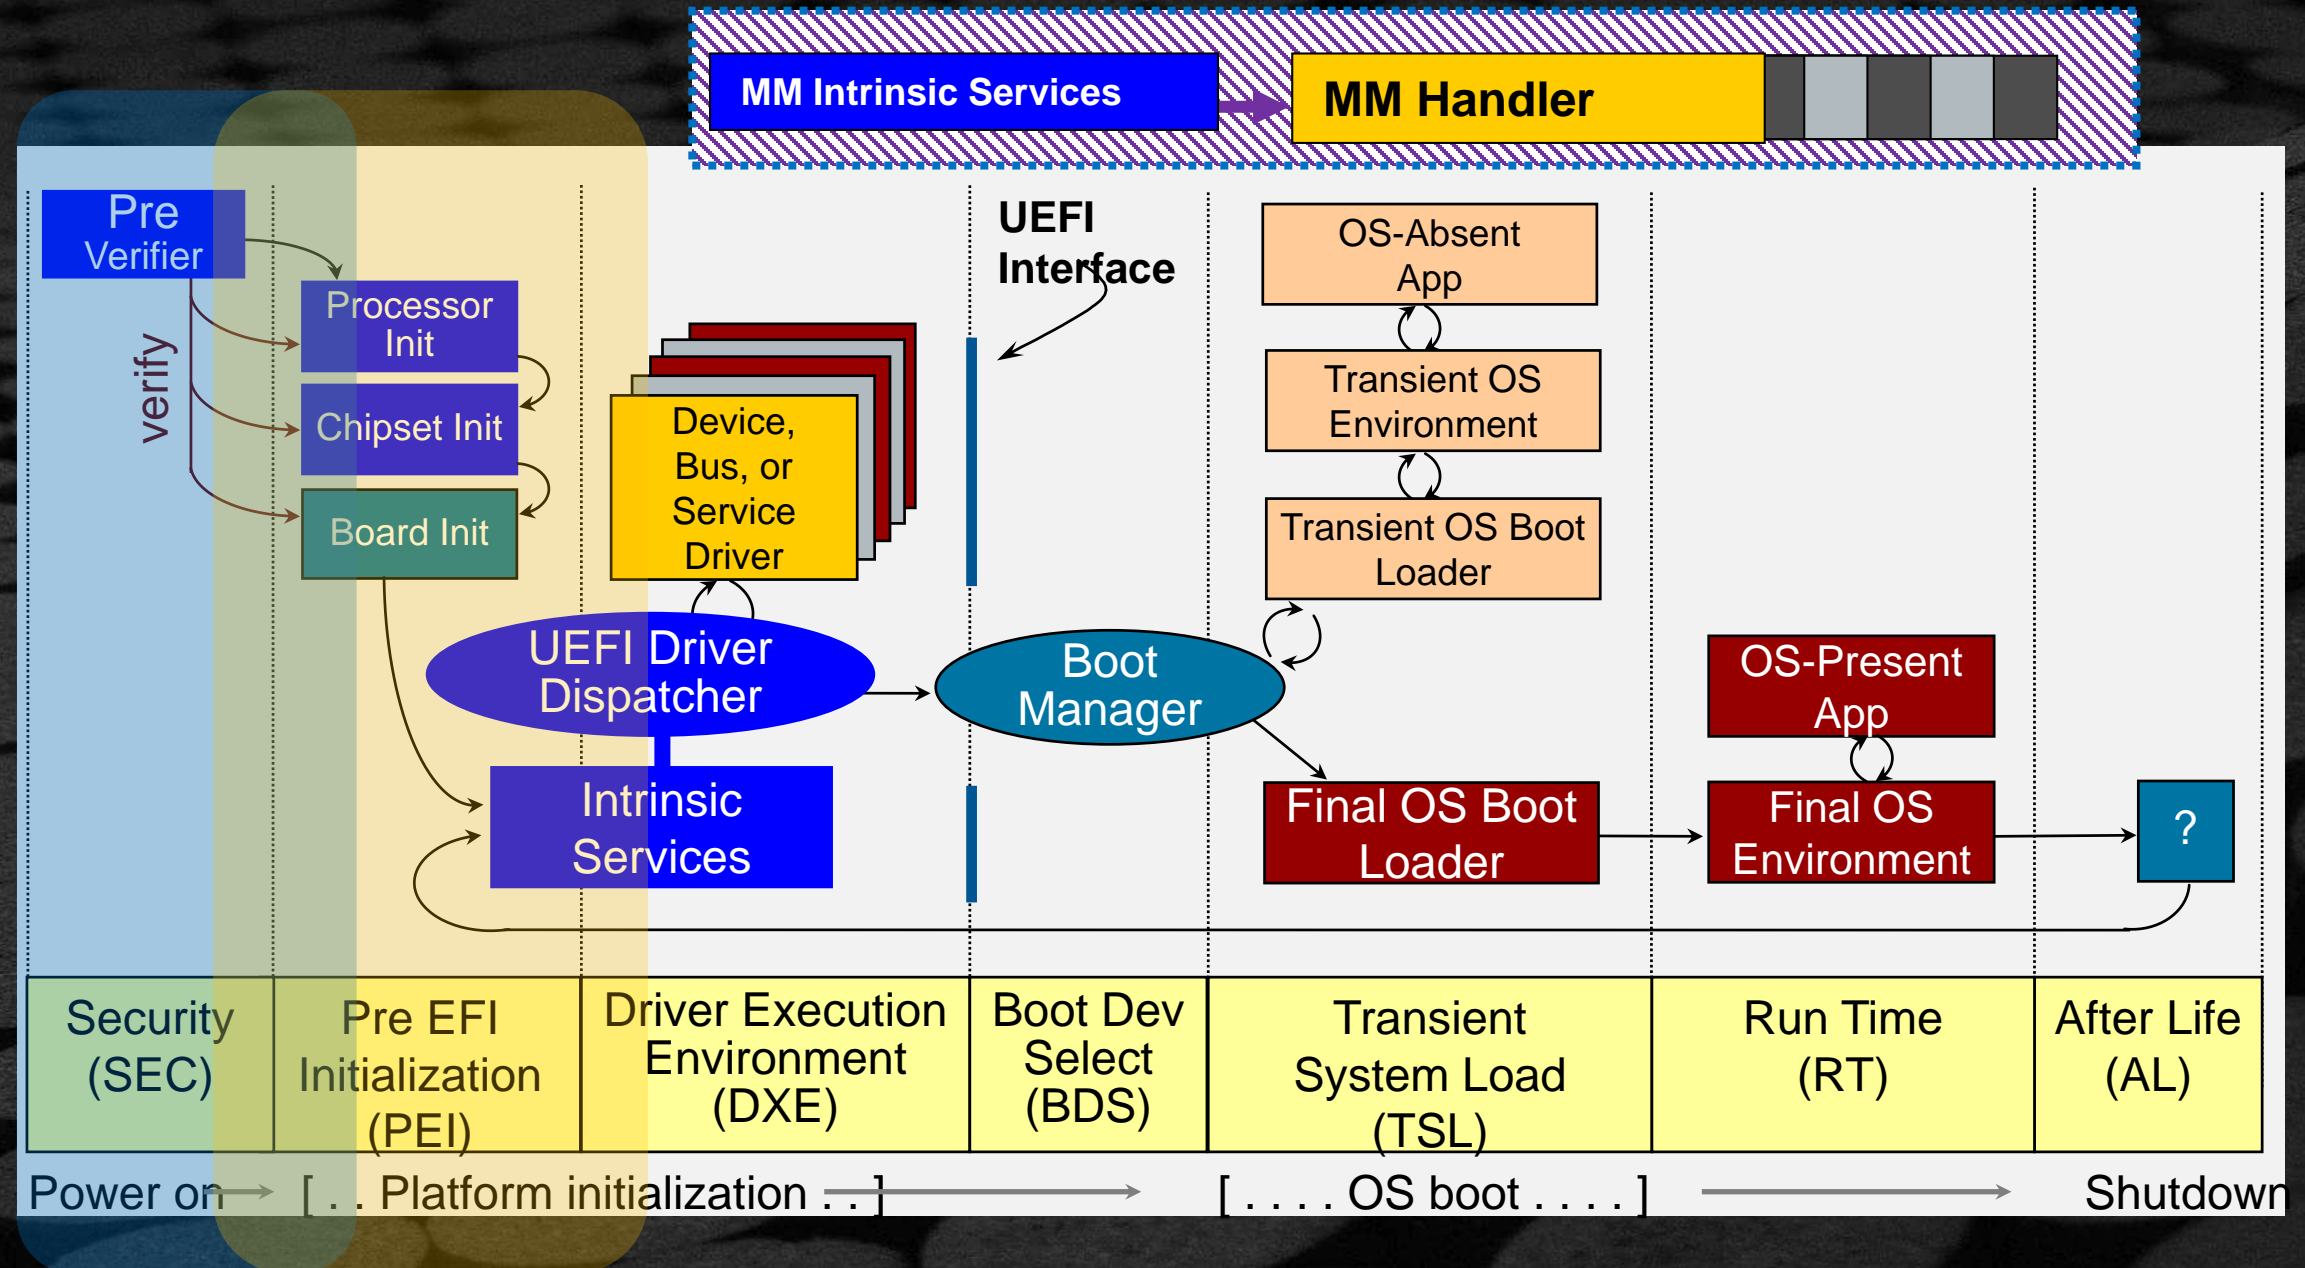 MM Intrinsic Services
MM Handler
Pre
Verifier
verify
Processor
Init
Chipset Init
Board Init
Device,
Bus, or
Service
Driver
UEFI Driver
Dispatcher
Intrinsic
Services
UEFI
Interface
Boot
Manager
OS-Absent
App
Transient OS
Environment
Transient OS Boot
Loader
Final OS Boot
Loader
OS-Present
App
Final OS
Environment
?
Security
(SEC)
Pre EFI
Initialization
(PEI)
Driver Execution
Environment
(DXE)
Boot Dev
Select
(BDS)
Transient
System Load
(TSL)
Run Time
(RT)
After Life
(AL)
Power on
[ . . Platform initialization . . ]
[ . . . . OS boot . . . . ]
Shutdown